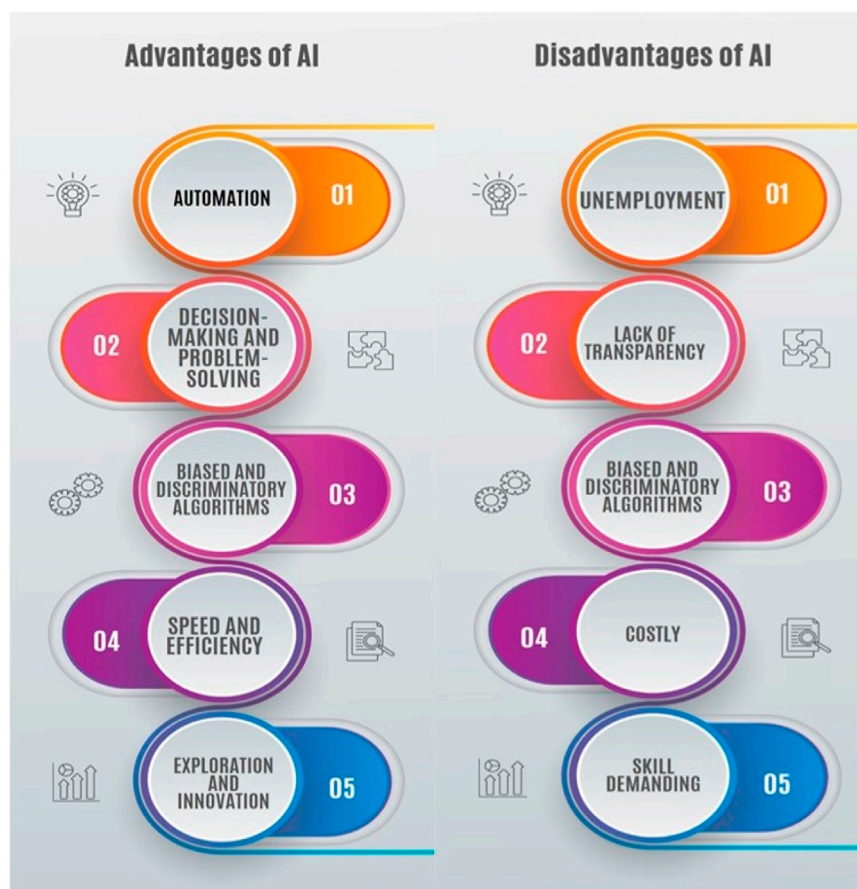 Advantages of AI
AUTOMATION
01
02
DECISION-
MAKING AND
PROBLEM-
SOLVING
BIASED AND
DISCRIMINATORY
ALGORITHMS
03
04
SPEED AND
EFFICIENCY
EXPLORATION
AND
INNOVATION
05
Disadvantages of AI
UNEMPLOYMENT
01
02
LACK OF
TRANSPARENCY
BIASED AND
DISCRIMINATORY
ALGORITHMS
03
04
COSTLY
SKILL
DEMANDING
05